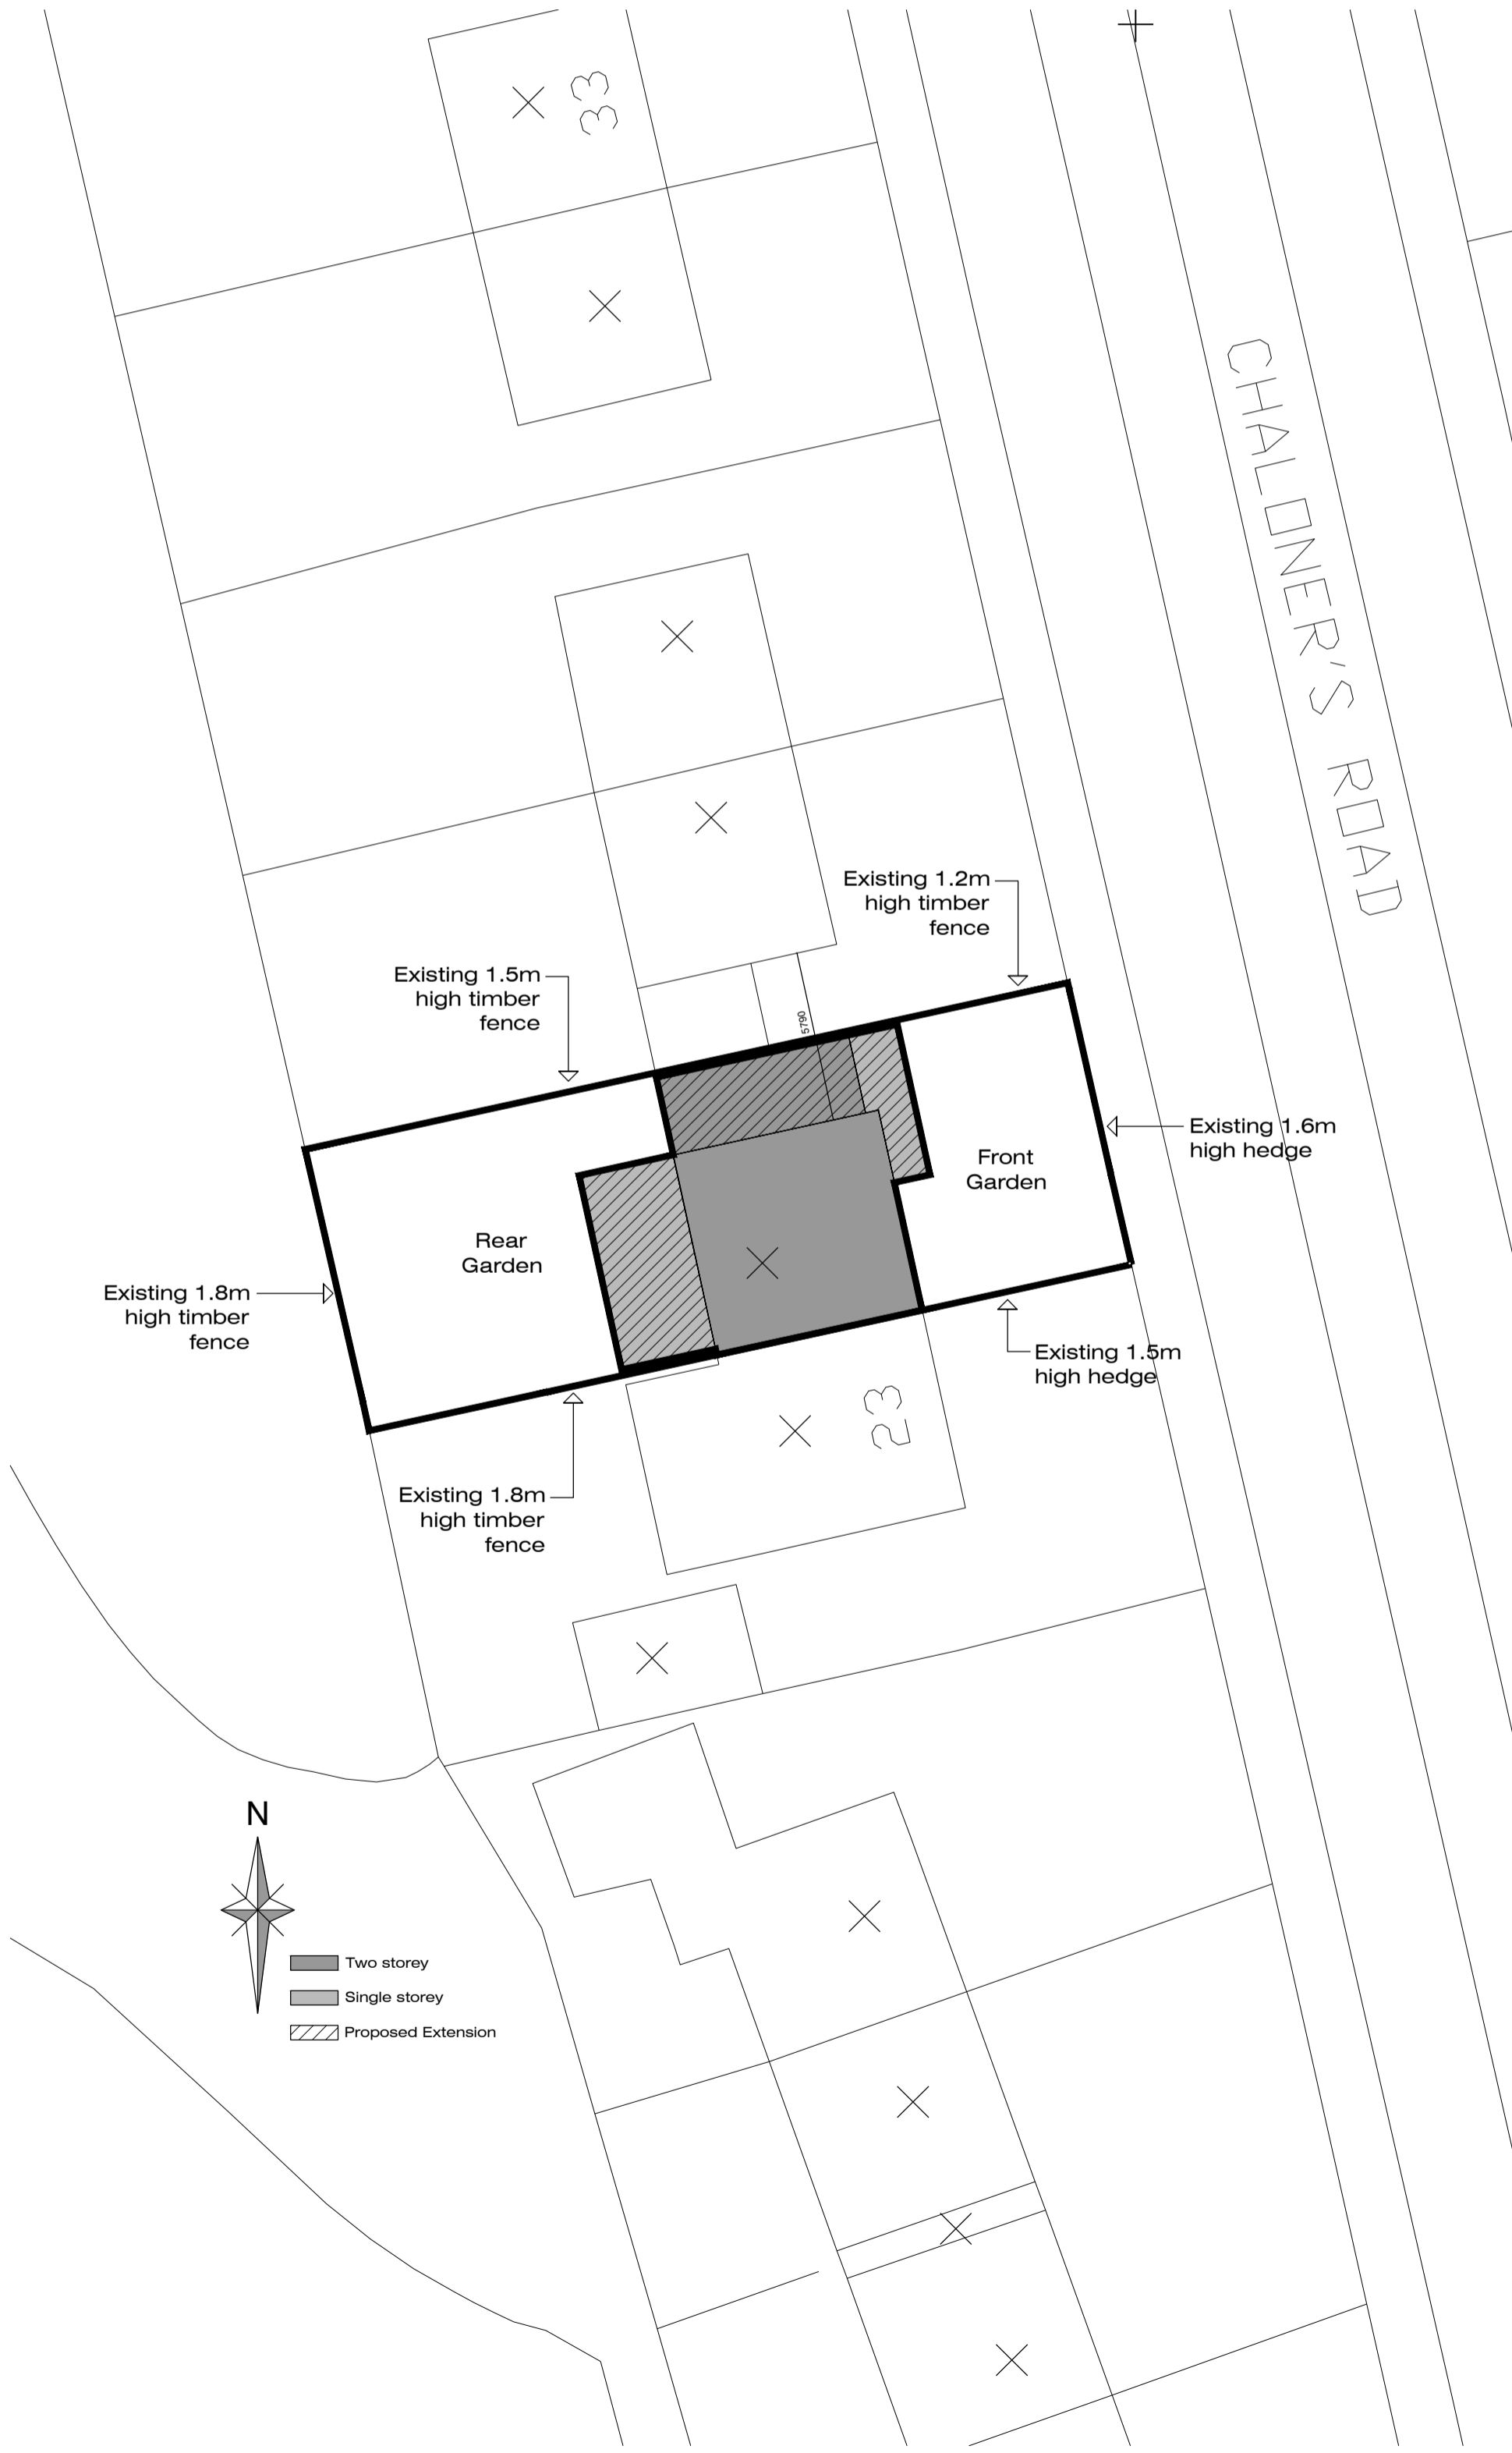 33
CHALONER'S ROAD
Existing 1.2m
high timber
fence
Existing 1.5m
high timber
fence
5790
Existing 1.6m
high hedge
Front
Garden
Rear
Garden
Existing 1.8m
high timber
fence
Existing 1.5m
high hedge
23
Existing 1.8m
high timber
fence
N
Two storey
Single storey
Proposed Extension